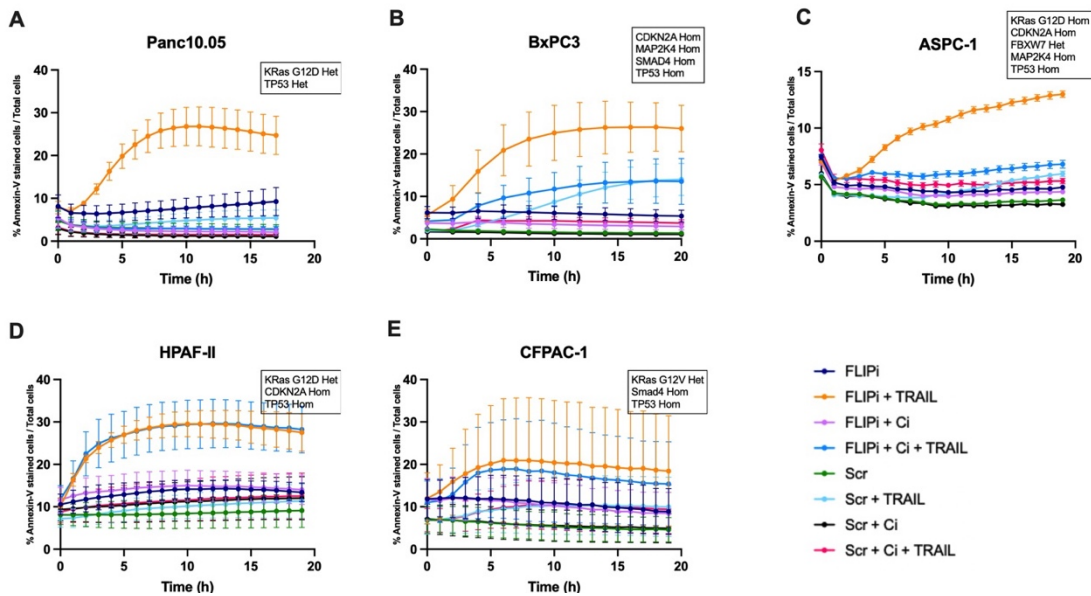 A
Panc10.05
KRas G12D Het
TP53 Het
% Annexin-V stained cells / Total cells
40
30
20
10
0
0 5 10 15 20
Time (h)
B
BxPC3
CDKN2A Hom
MAP2K4 Hom
SMAD4 Hom
TP53 Hom
% Annexin-V stained cells / Total cells
40
30
20
10
0
0 5 10 15 20
Time (h)
C
ASPC-1
KRas G12D Hom
CDKN2A Hom
FBXW7 Het
MAP2K4 Hom
TP53 Hom
% Annexin-V stained cells / Total cells
15
10
5
0
0 5 10 15 20
Time (h)
D
HPAF-II
KRas G12D Het
CDKN2A Hom
TP53 Hom
% Annexin-V stained cells / Total cells
40
30
20
10
0
0 5 10 15 20
Time (h)
E
CFPAC-1
KRas G12V Het
Smad4 Hom
TP53 Hom
% Annexin-V stained cells / Total cells
40
30
20
10
0
0 5 10 15 20
Time (h)
FLIPi
FLIPi + TRAIL
FLIPi + Ci
FLIPi + Ci + TRAIL
Scr
Scr + TRAIL
Scr + Ci
Scr + Ci + TRAIL